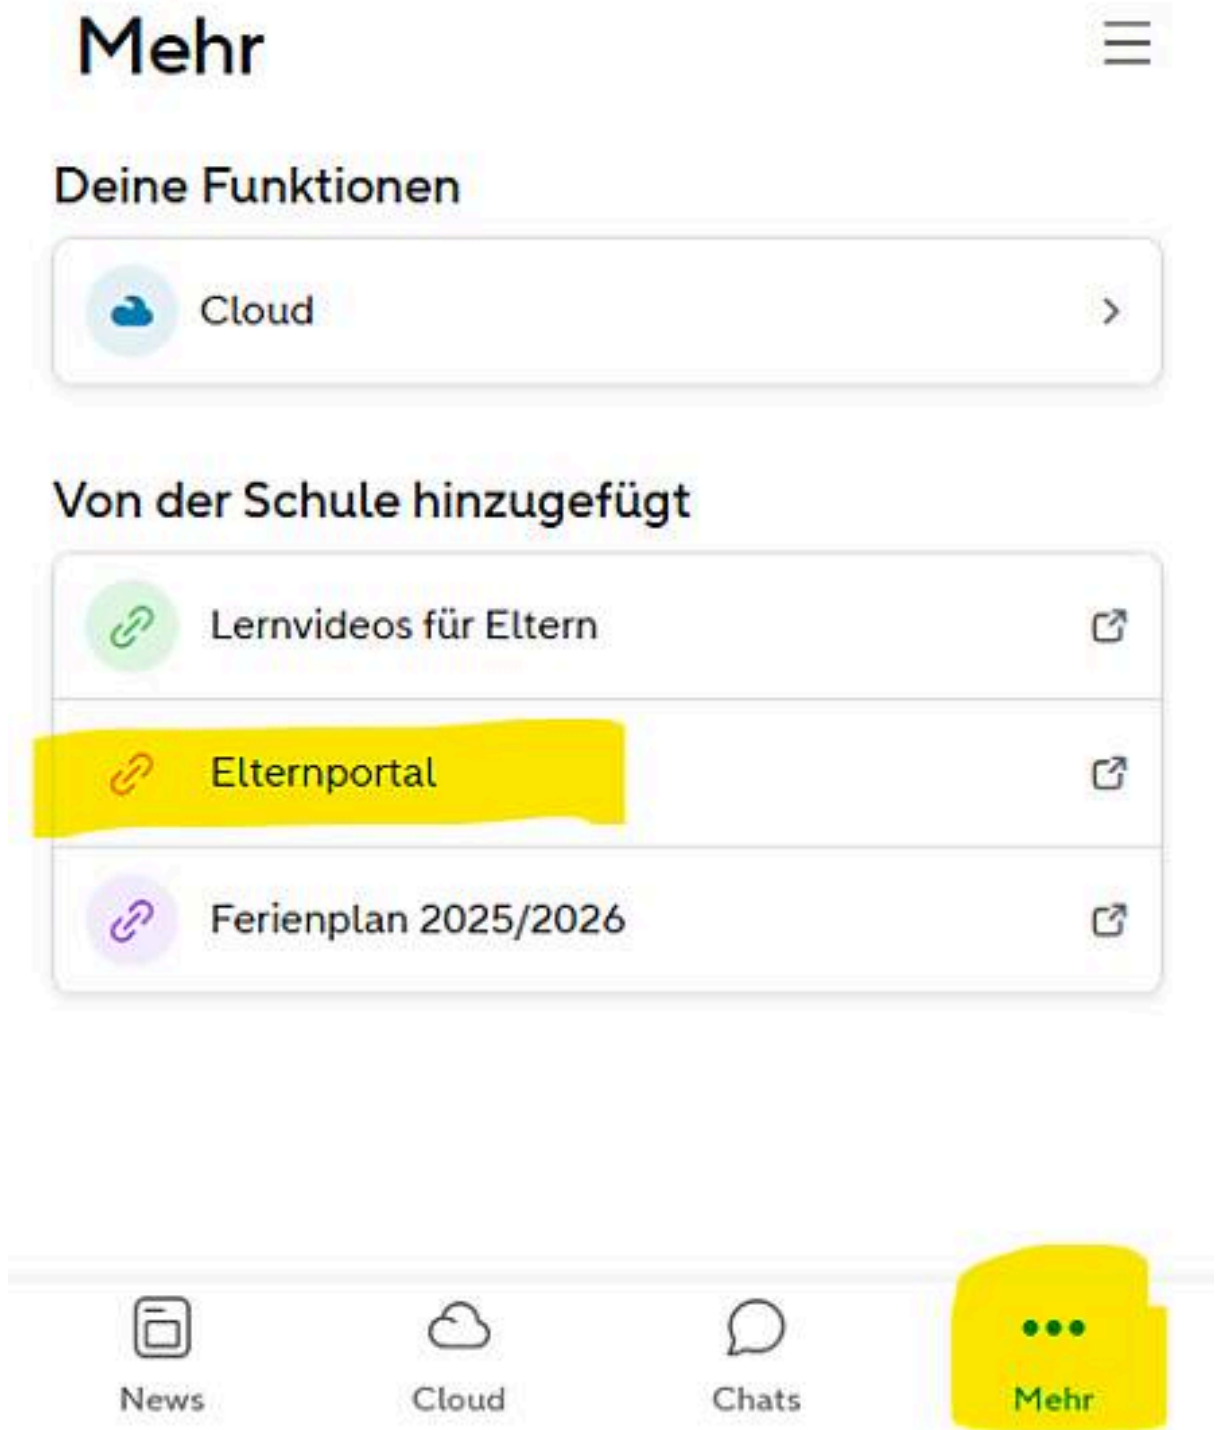 Mehr
Deine Funktionen
Cloud
Von der Schule hinzugefügt
Lernvideos für Eltern
Elternportal
Ferienplan 2025/2026
News
Cloud
Chats
Mehr